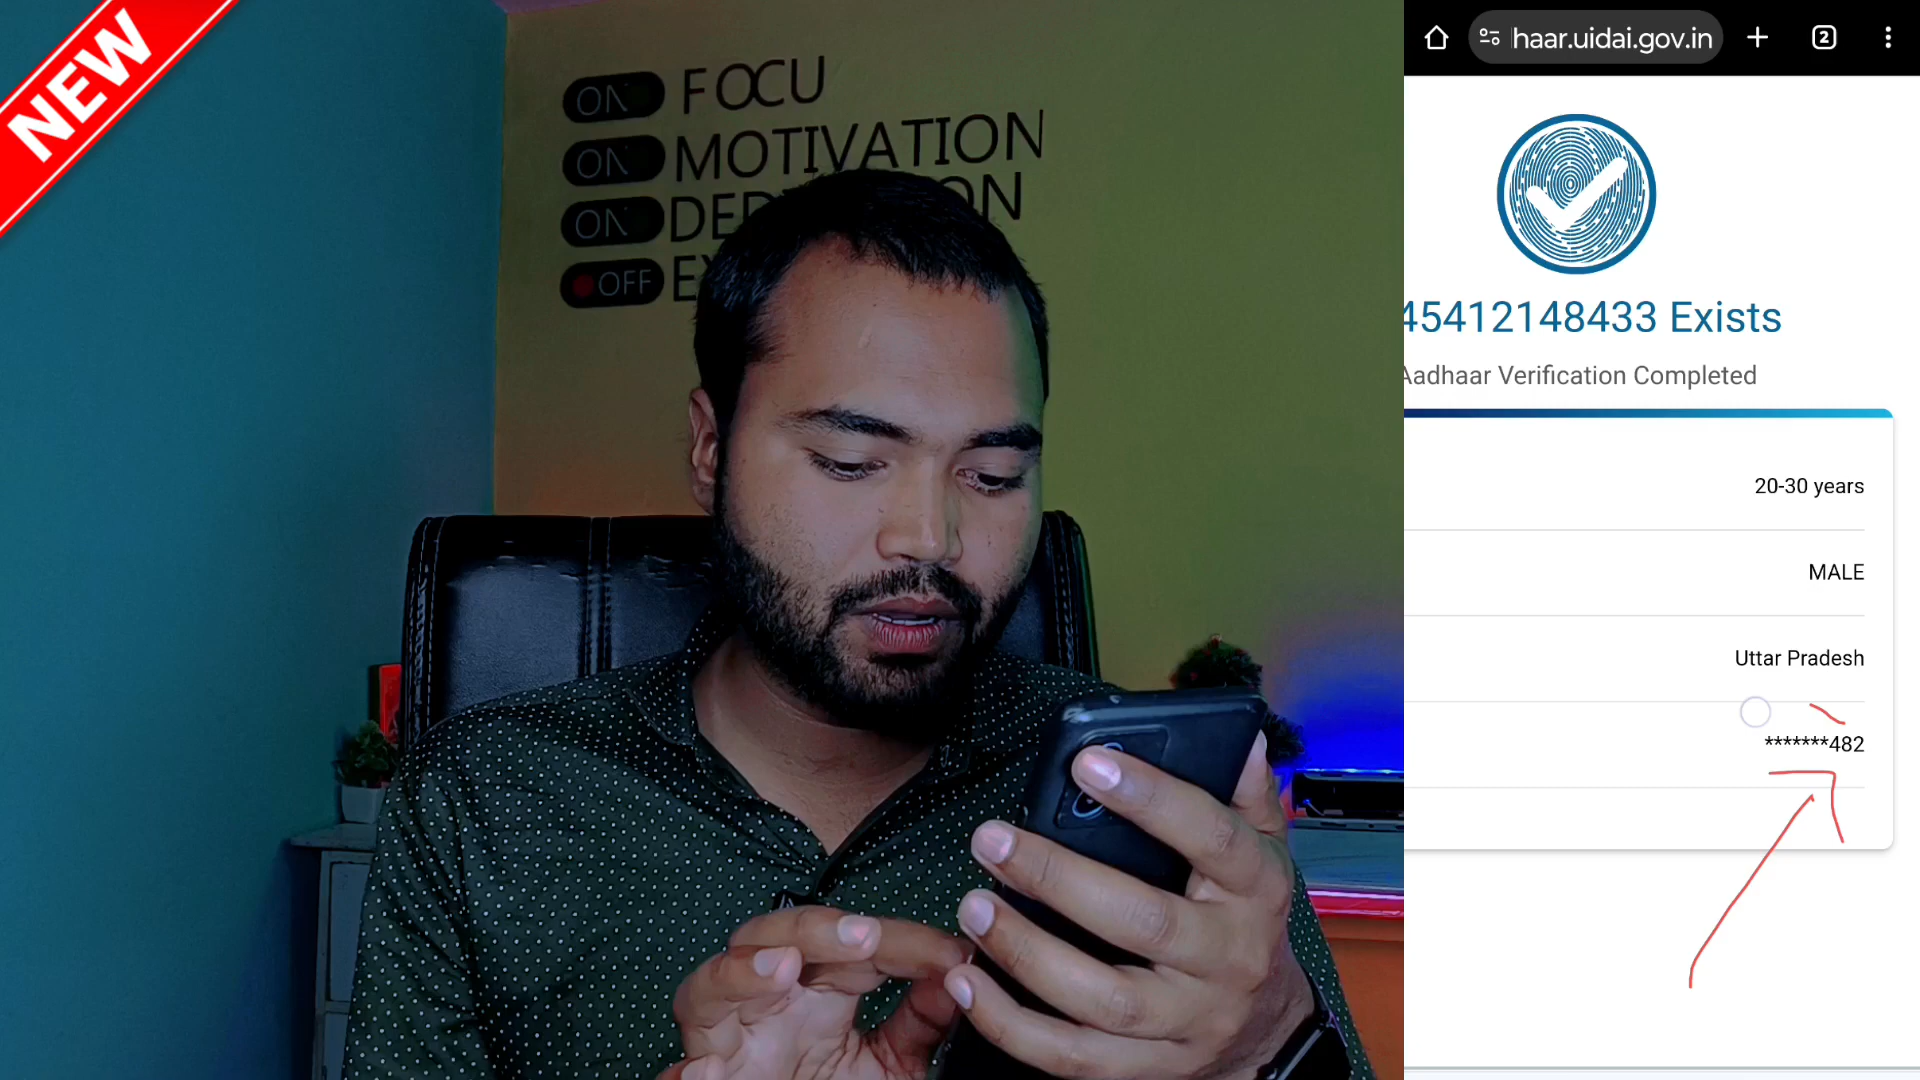 NEW
ON FOCU
ON MOTIVATION
ON
OFF
haar.uidai.gov.in
2
45412148433 Exists
Aadhaar Verification Completed
20-30 years
MALE
Uttar Pradesh
*******482